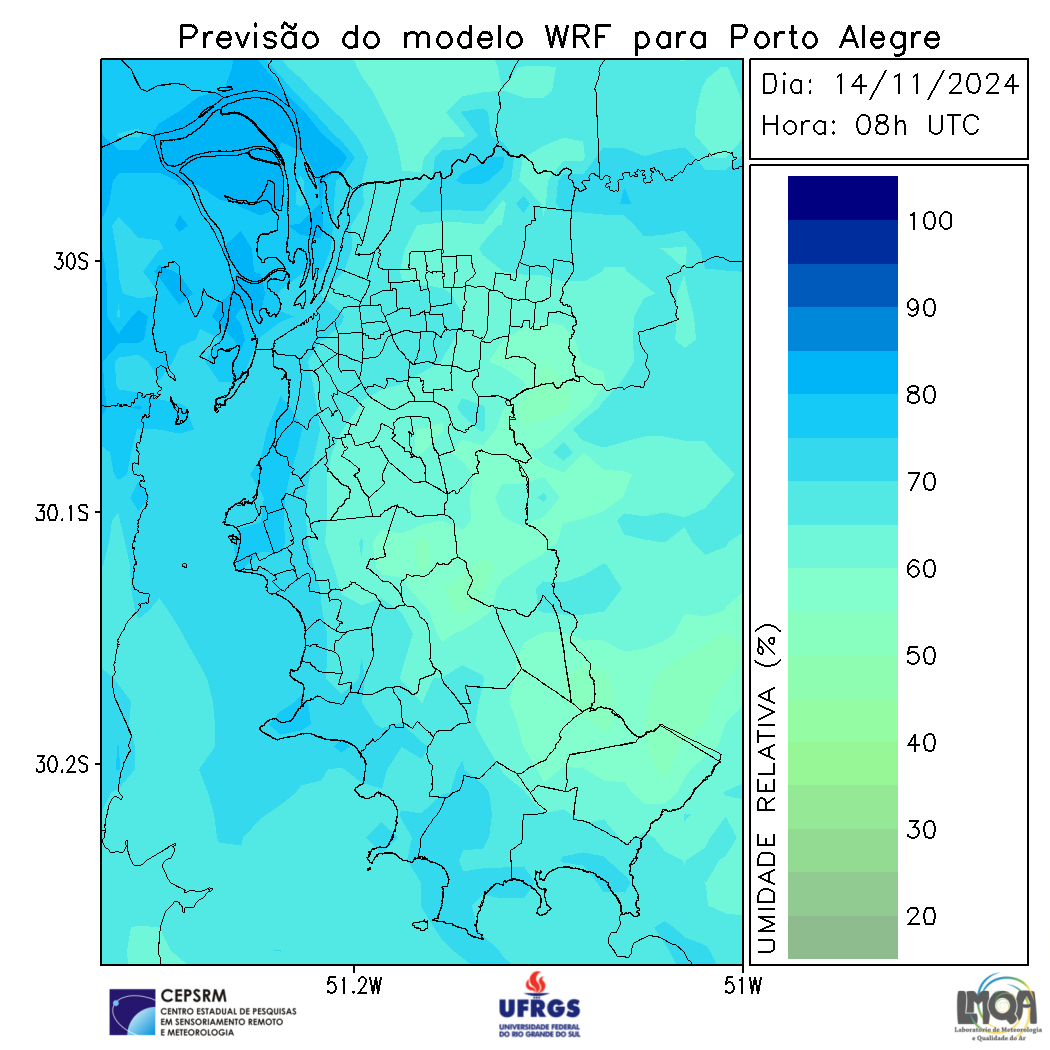 Previsão do modelo WRF para Porto Alegre
Dia: 14/11/2024
Hora: 08h UTC
100
90
80
70
60
50
40
30
20
UMIDADE RELATIVA (%)
30S
30.1S
30.2S
51.2W
51W
CEPSRM
CENTRO ESTADUAL DE PESQUISAS
EM SENSORIAMENTO REMOTO
E METEOROLOGIA
UFRGS
UNIVERSIDADE FEDERAL
DO RIO GRANDE DO SUL
LMQA
Laboratório de Meteorologia
e Qualidade do Ar